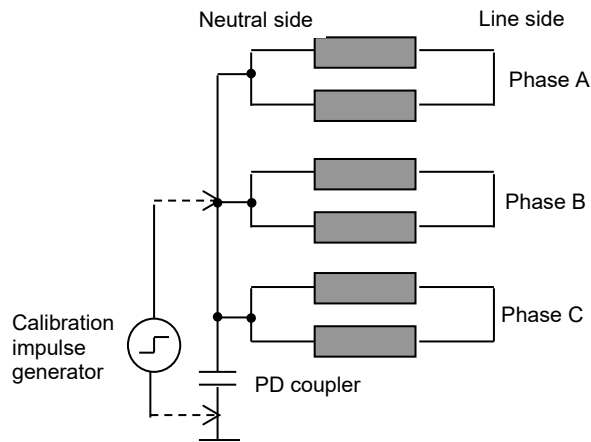 Neutral side
Line side
Phase A
Phase B
Phase C
Calibration
impulse
generator
PD coupler